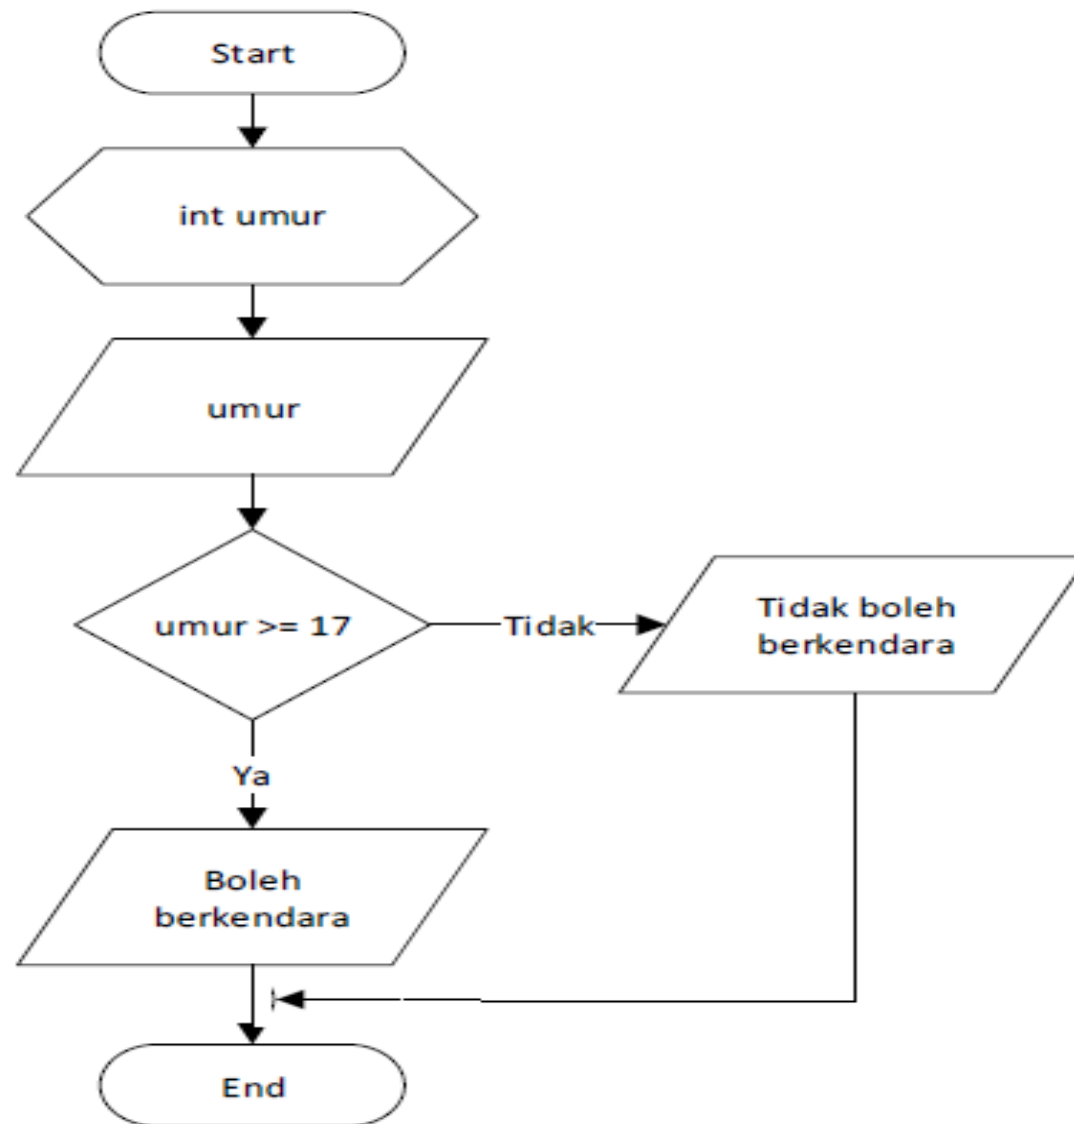 Start
int umur
umur
umur >= 17
Tidak
Tidak boleh
berkendara
Ya
Boleh
berkendara
End